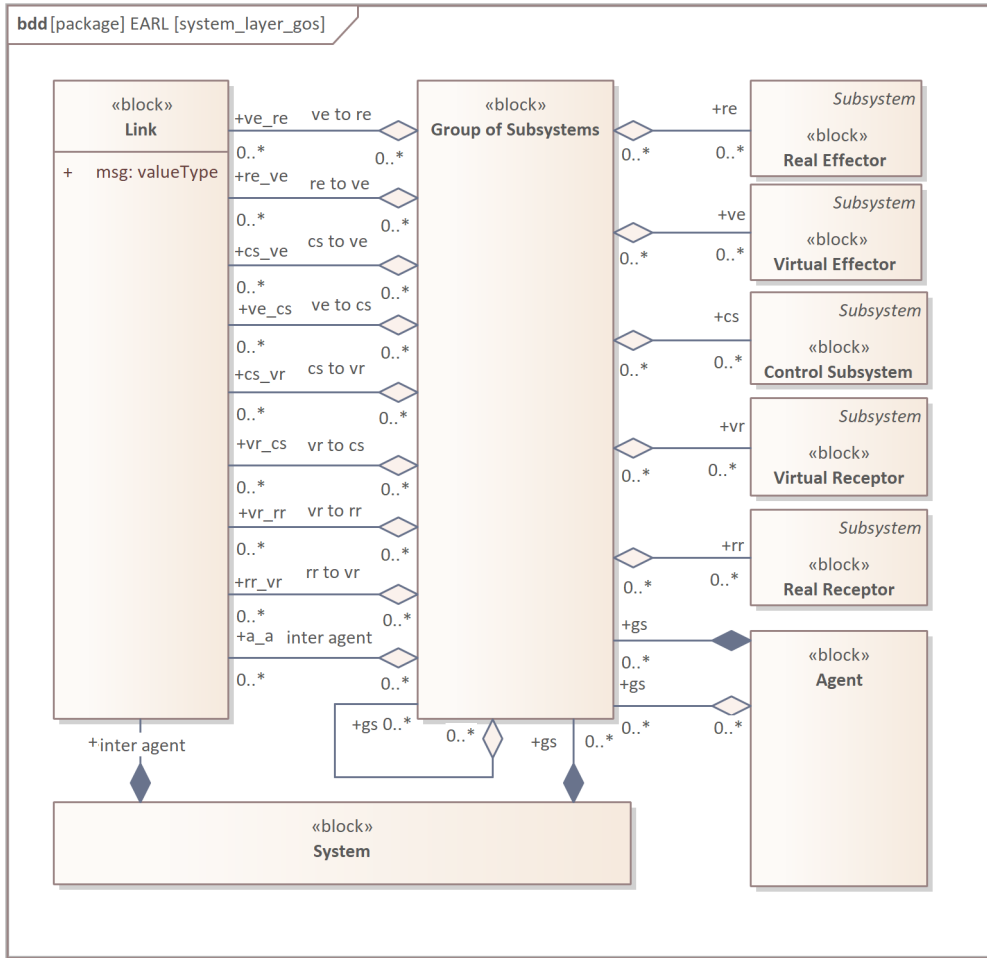 bdd [package] EARL [system_layer_gos]
«block»
Link
+ msg: valueType
+ve_re ve to re
0..* 0..*
+re_ve re to ve
0..* 0..*
+cs_ve cs to ve
0..* 0..*
+ve_cs ve to cs
0..* 0..*
+cs_vr cs to vr
0..* 0..*
+vr_cs vr to cs
0..* 0..*
+vr_rr vr to rr
0..* 0..*
+rr_vr rr to vr
0..* 0..*
+a_a inter agent
0..* 0..*
«block»
Group of Subsystems
+re
0..* 0..*
Subsystem
«block»
Real Effector
+ve
0..* 0..*
Subsystem
«block»
Virtual Effector
+cs
0..* 0..*
Subsystem
«block»
Control Subsystem
+vr
0..* 0..*
Subsystem
«block»
Virtual Receptor
+rr
0..* 0..*
Subsystem
«block»
Real Receptor
+gs
0..*
+gs
0..* 0..*
«block»
Agent
+gs 0..*
0..*
+gs 0..*
+inter agent
«block»
System